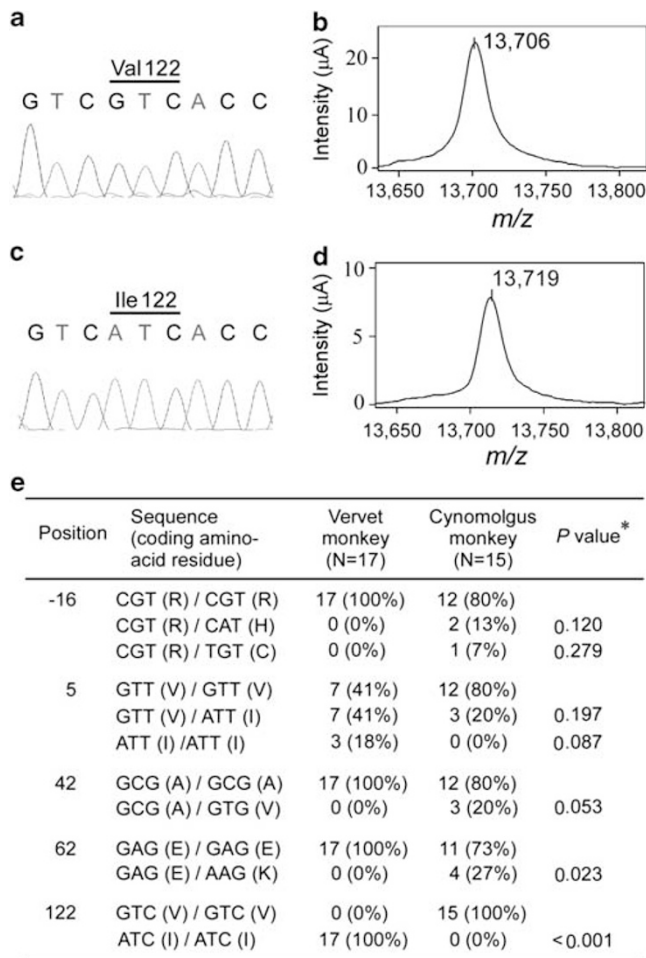 a
Val 122
G T C G T C A C C
b
13,706
Intensity (µA)
20
10
0
13,650 13,700 13,750 13,800
m/z
c
Ile 122
G T C A T C A C C
d
13,719
Intensity (µA)
10
5
0
13,650 13,700 13,750 13,800
m/z
e
Position Sequence (coding amino-acid residue) Vervet monkey (N=17) Cynomolgus monkey (N=15) P value*
-16 CGT (R) / CGT (R) 17 (100%) 12 (80%)
CGT (R) / CAT (H) 0 (0%) 2 (13%) 0.120
CGT (R) / TGT (C) 0 (0%) 1 (7%) 0.279
5 GTT (V) / GTT (V) 7 (41%) 12 (80%)
GTT (V) / ATT (I) 7 (41%) 3 (20%) 0.197
ATT (I) /ATT (I) 3 (18%) 0 (0%) 0.087
42 GCG (A) / GCG (A) 17 (100%) 12 (80%)
GCG (A) / GTG (V) 0 (0%) 3 (20%) 0.053
62 GAG (E) / GAG (E) 17 (100%) 11 (73%)
GAG (E) / AAG (K) 0 (0%) 4 (27%) 0.023
122 GTC (V) / GTC (V) 0 (0%) 15 (100%)
ATC (I) / ATC (I) 17 (100%) 0 (0%) <0.001